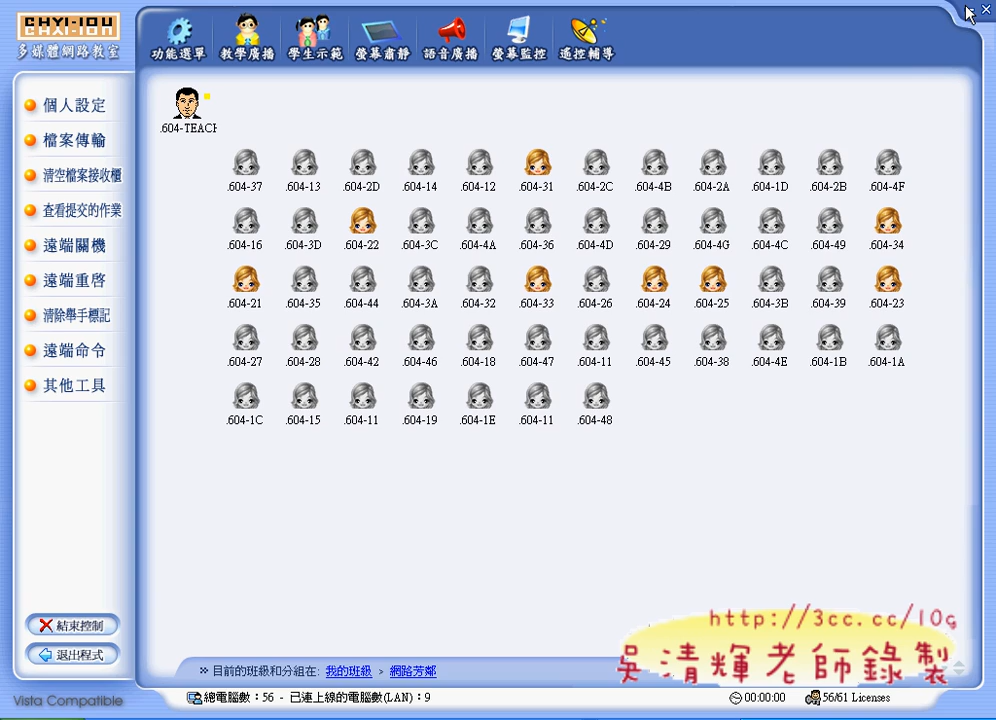 CHYI-IOU
多媒體網路教室
功能選單 教學廣播 學生示範 螢幕肅靜 語音廣播 螢幕監控 遙控輔導
個人設定
檔案傳輸
清空檔案接收櫃
查看提交的作業
遠端關機
遠端重啓
清除舉手標記
遠端命令
其他工具
結束控制
退出程式
Vista Compatible
.604-TEACH
.604-37 .604-13 .604-2D .604-14 .604-12 .604-31 .604-2C .604-4B .604-2A .604-1D .604-2B .604-4F
.604-16 .604-3D .604-22 .604-3C .604-4A .604-36 .604-4D .604-29 .604-4G .604-4C .604-49 .604-34
.604-21 .604-35 .604-44 .604-3A .604-32 .604-33 .604-26 .604-24 .604-25 .604-3B .604-39 .604-23
.604-27 .604-28 .604-42 .604-46 .604-18 .604-47 .604-11 .604-45 .604-38 .604-4E .604-1B .604-1A
.604-1C .604-15 .604-11 .604-19 .604-1E .604-11 .604-48
http://3cc.cc/10g
吳清輝老師錄製
目前的班級和分組在: 我的班級 > 網路芳鄰
總電腦數：56 - 已連上線的電腦數(LAN)：9
00:00:00
56/61 Licenses